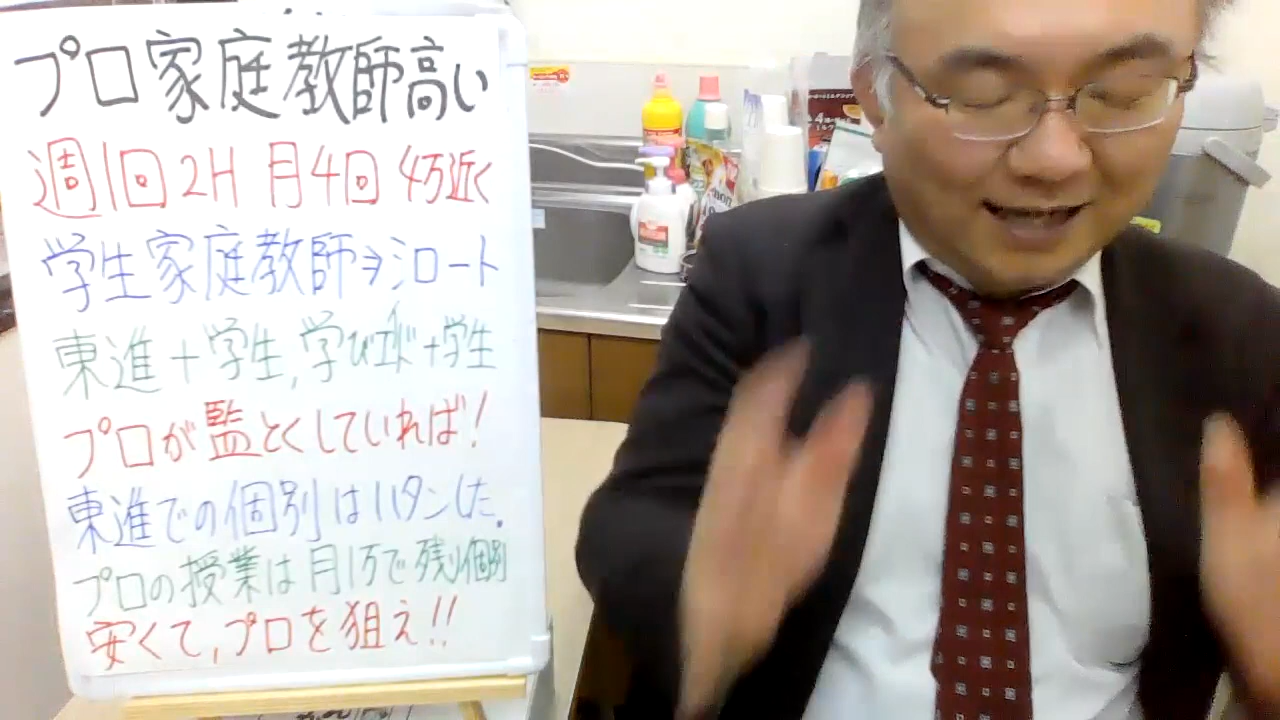 プロ家庭教師高い
週1回2H 月4回 4万近く
学生家庭教師⇒シロート
東進+学生,学びエイド+学生
プロが監とくしていれば!
東進での個別はハタンした.
プロの授業は月1万で残り個別
安くて,プロを狙え!!